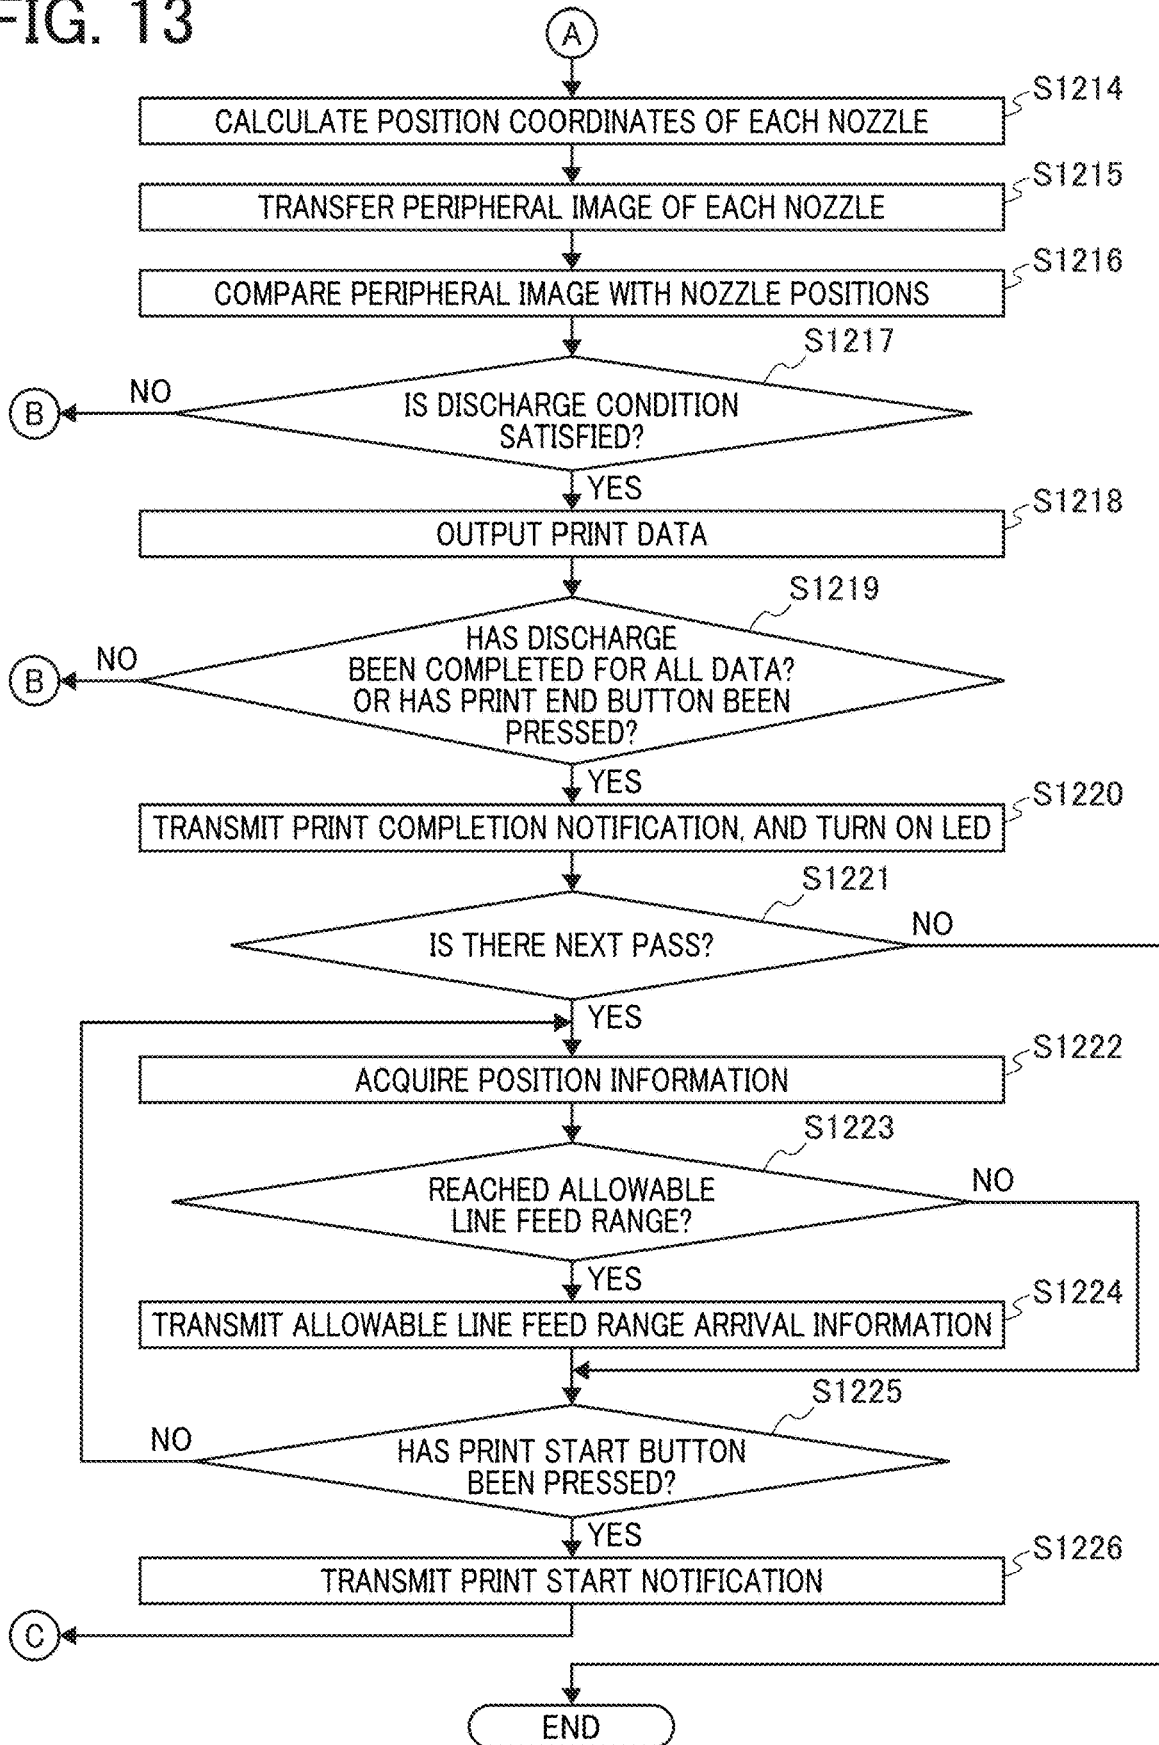 FIG. 13
A
S1214
CALCULATE POSITION COORDINATES OF EACH NOZZLE
S1215
TRANSFER PERIPHERAL IMAGE OF EACH NOZZLE
S1216
COMPARE PERIPHERAL IMAGE WITH NOZZLE POSITIONS
S1217
B
NO
IS DISCHARGE CONDITION
SATISFIED?
YES
S1218
OUTPUT PRINT DATA
S1219
B
NO
HAS DISCHARGE
BEEN COMPLETED FOR ALL DATA?
OR HAS PRINT END BUTTON BEEN
PRESSED?
YES
S1220
TRANSMIT PRINT COMPLETION NOTIFICATION, AND TURN ON LED
S1221
IS THERE NEXT PASS?
NO
YES
S1222
ACQUIRE POSITION INFORMATION
S1223
REACHED ALLOWABLE
LINE FEED RANGE?
NO
YES
S1224
TRANSMIT ALLOWABLE LINE FEED RANGE ARRIVAL INFORMATION
S1225
NO
HAS PRINT START BUTTON
BEEN PRESSED?
YES
S1226
TRANSMIT PRINT START NOTIFICATION
C
END